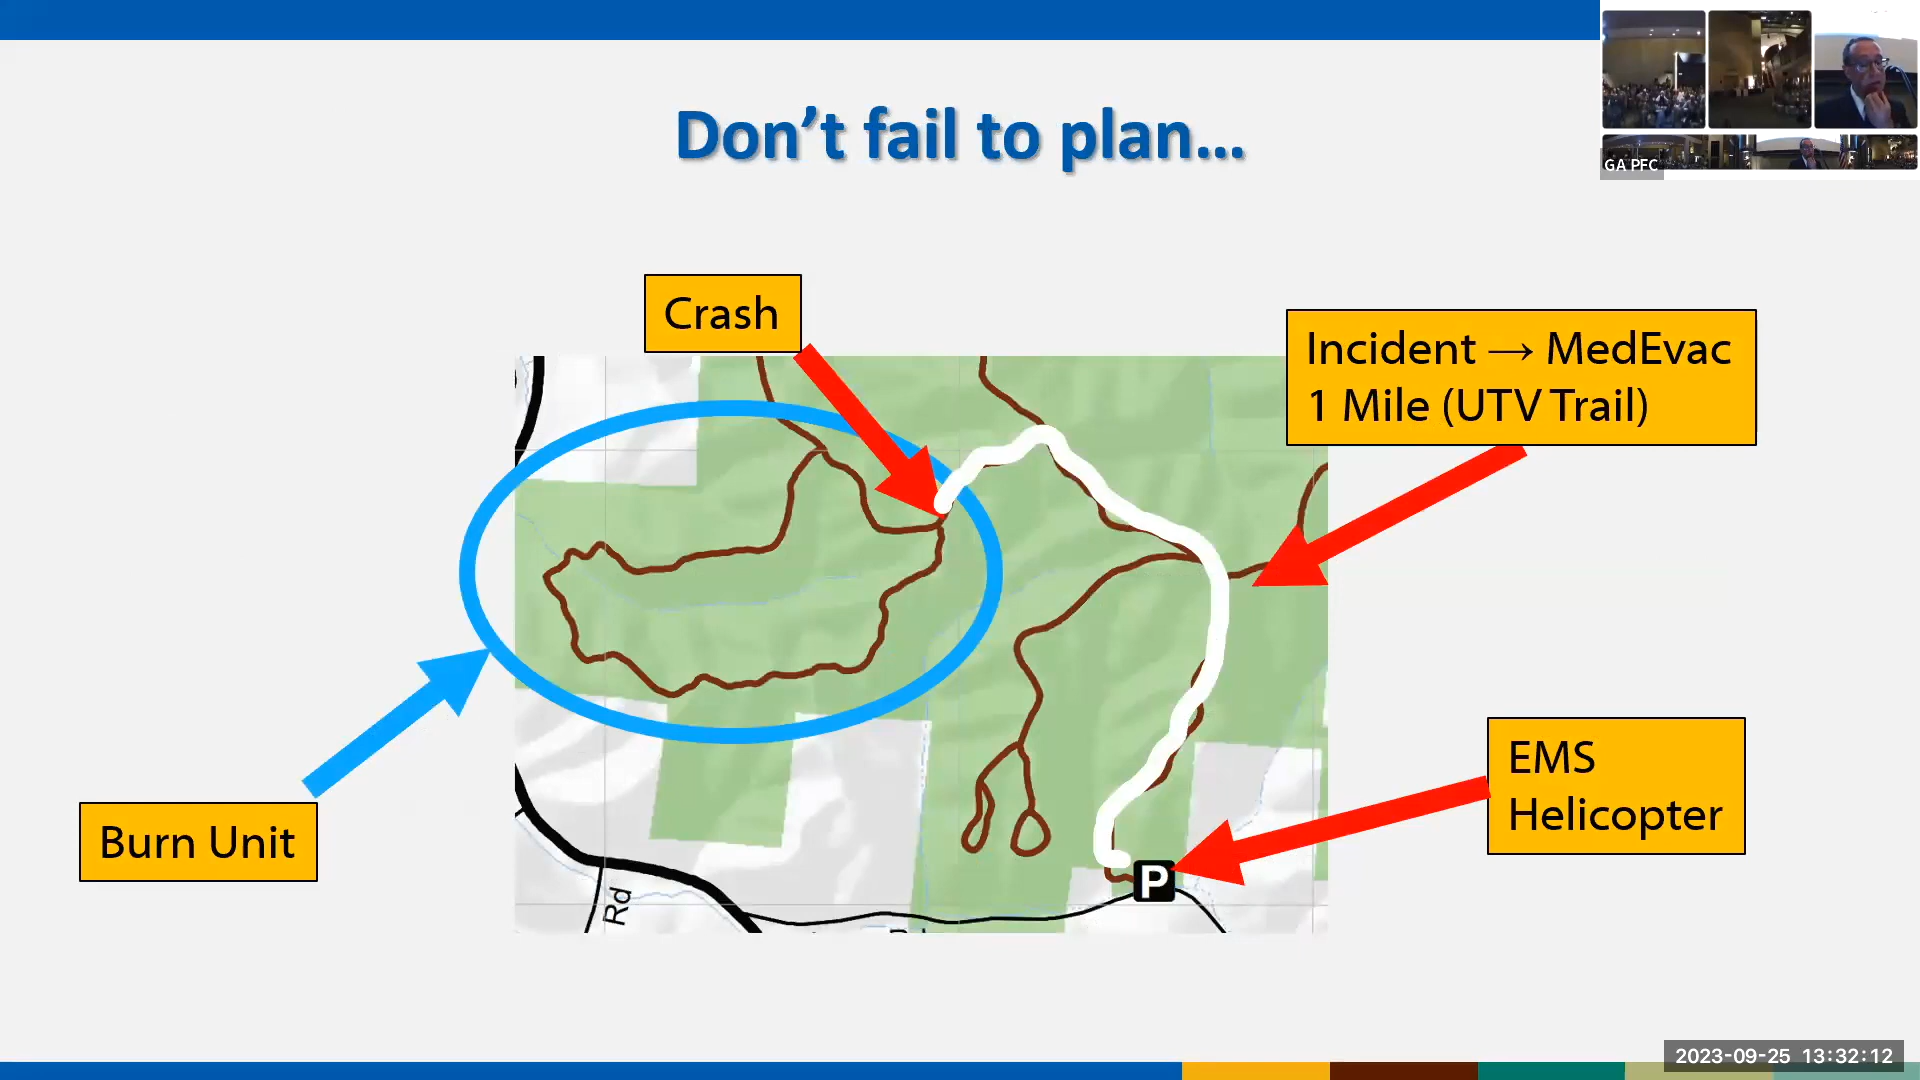 Don’t fail to plan…
GA PFC
Crash
Incident → MedEvac
1 Mile (UTV Trail)
Burn Unit
EMS
Helicopter
P
Rd
2023-09-25 13:32:12